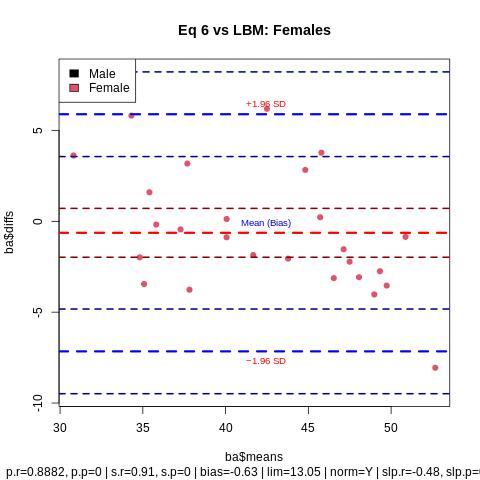 Eq 6 vs LBM: Females
Male
Female
+1.96 SD
Mean (Bias)
−1.96 SD
ba$diffs
5
0
-5
-10
30
35
40
45
50
ba$means
p.r=0.8882, p.p=0 | s.r=0.91, s.p=0 | bias=-0.63 | lim=13.05 | norm=Y | slp.r=-0.48, slp.p=